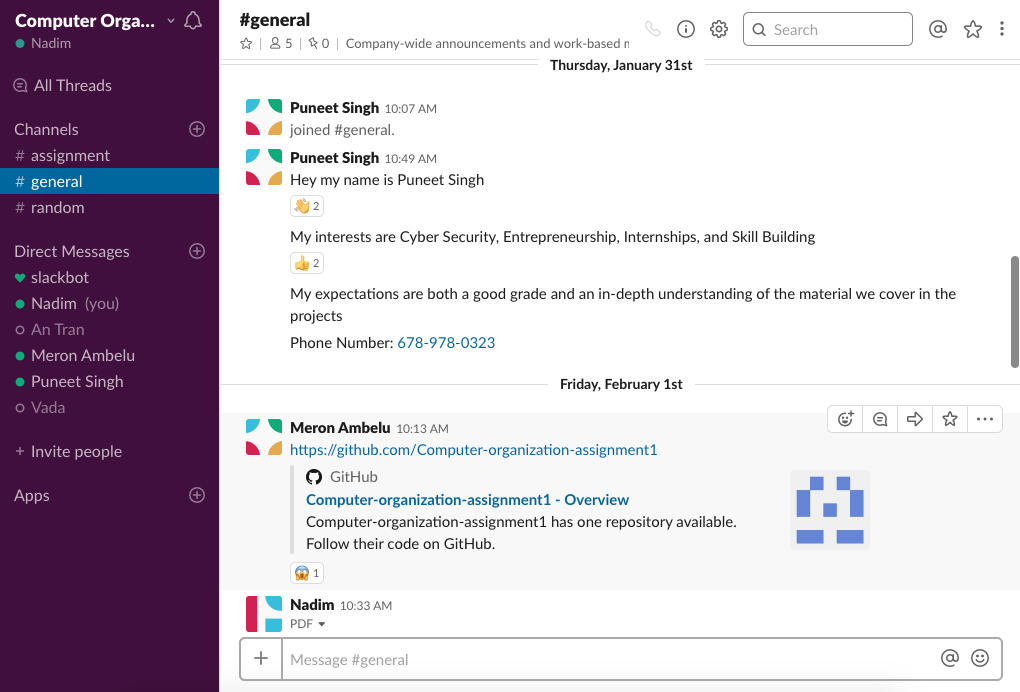 Computer Orga...
Nadim
All Threads
Channels
# assignment
# general
# random
Direct Messages
slackbot
Nadim (you)
An Tran
Meron Ambelu
Puneet Singh
Vada
+ Invite people
Apps
#general
5 | 0 | Company-wide announcements and work-based
Search
Thursday, January 31st
Puneet Singh 10:07 AM
joined #general.
Puneet Singh 10:49 AM
Hey my name is Puneet Singh
2
My interests are Cyber Security, Entrepreneurship, Internships, and Skill Building
2
My expectations are both a good grade and an in-depth understanding of the material we cover in the
projects
Phone Number: 678-978-0323
Friday, February 1st
Meron Ambelu 10:13 AM
https://github.com/Computer-organization-assignment1
GitHub
Computer-organization-assignment1 - Overview
Computer-organization-assignment1 has one repository available.
Follow their code on GitHub.
1
Nadim 10:33 AM
PDF
Message #general